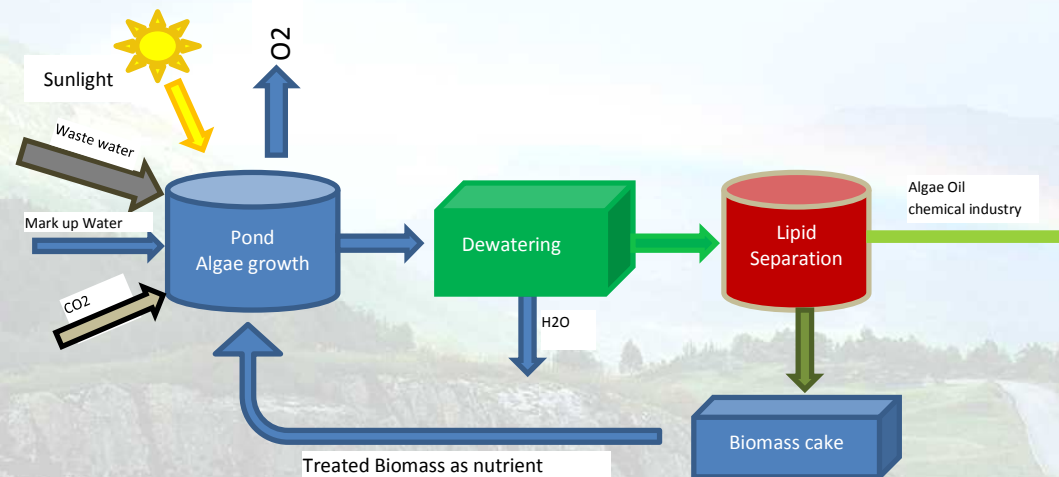 O2
Sunlight
Waste water
Mark up Water
CO2
Pond
Algae growth
Dewatering
H2O
Lipid
Separation
Algae Oil
chemical industry
Biomass cake
Treated Biomass as nutrient